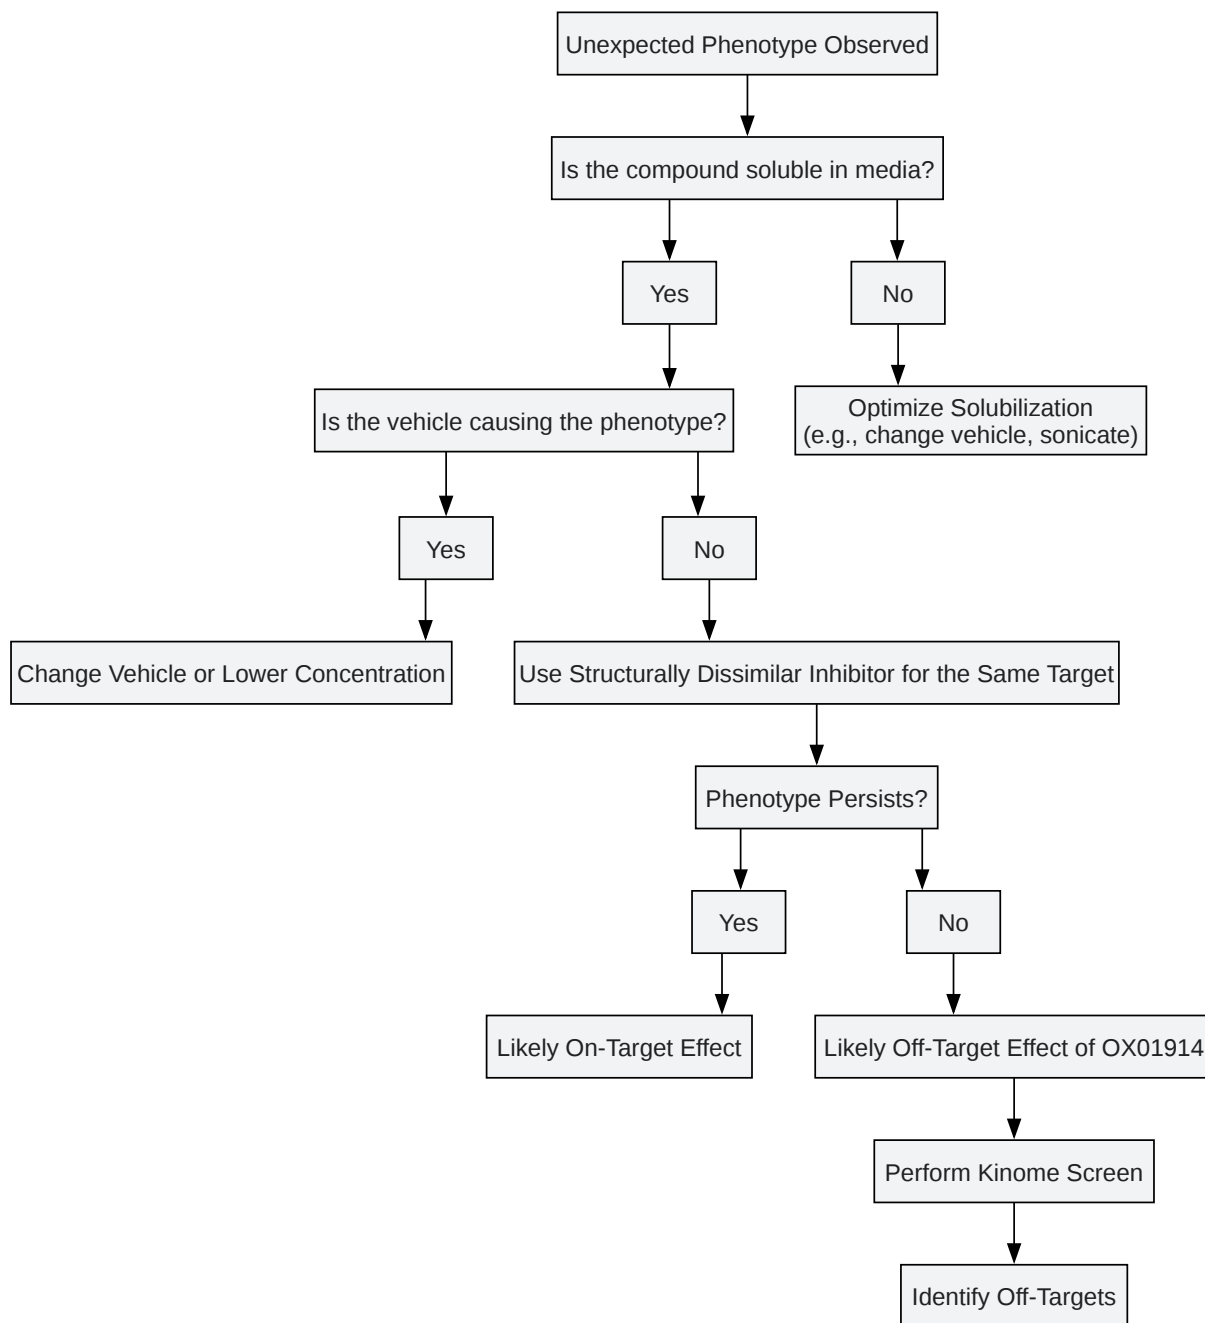 Unexpected Phenotype Observed
Is the compound soluble in media?
Yes
No
Is the vehicle causing the phenotype?
Optimize Solubilization
(e.g., change vehicle, sonicate)
Yes
No
Change Vehicle or Lower Concentration
Use Structurally Dissimilar Inhibitor for the Same Target
Phenotype Persists?
Yes
No
Likely On-Target Effect
Likely Off-Target Effect of OX01914
Perform Kinome Screen
Identify Off-Targets